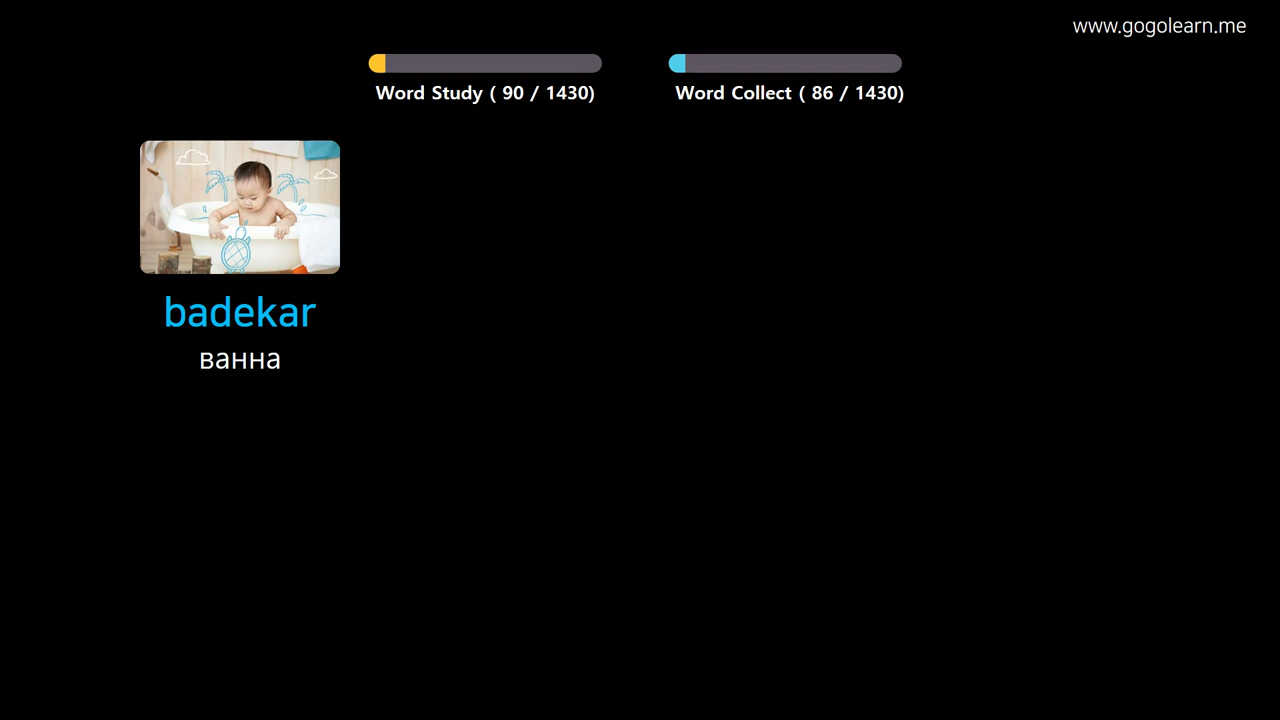 www.gogolearn.me
Word Study ( 90 / 1430)
Word Collect ( 86 / 1430)
badekar
ванна